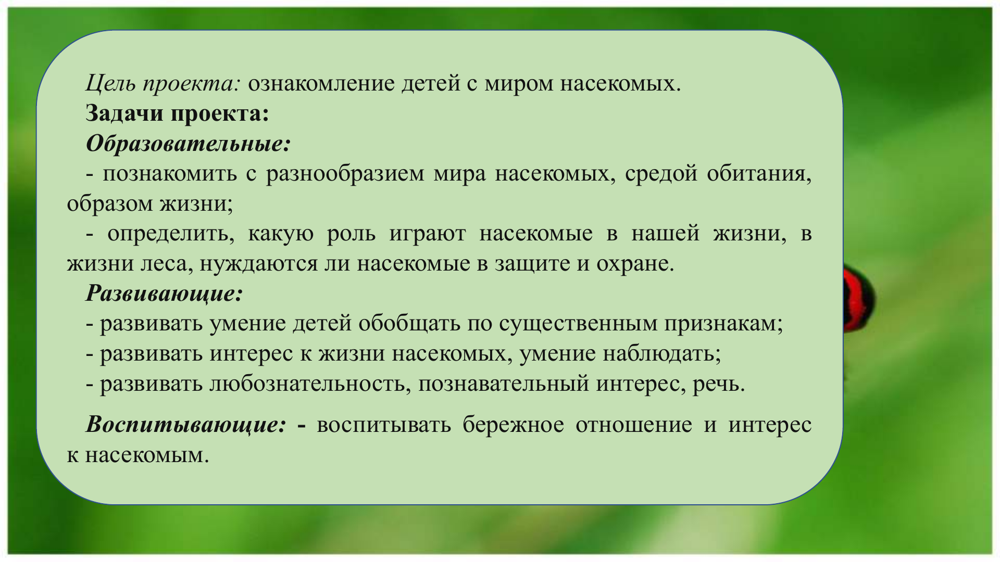 Цель проекта: ознакомление детей с миром насекомых.
Задачи проекта:
Образовательные:
- познакомить с разнообразием мира насекомых, средой обитания,
образом жизни;
- определить, какую роль играют насекомые в нашей жизни, в
жизни леса, нуждаются ли насекомые в защите и охране.
Развивающие:
- развивать умение детей обобщать по существенным признакам;
- развивать интерес к жизни насекомых, умение наблюдать;
- развивать любознательность, познавательный интерес, речь.
Воспитывающие: - воспитывать бережное отношение и интерес
к насекомым.